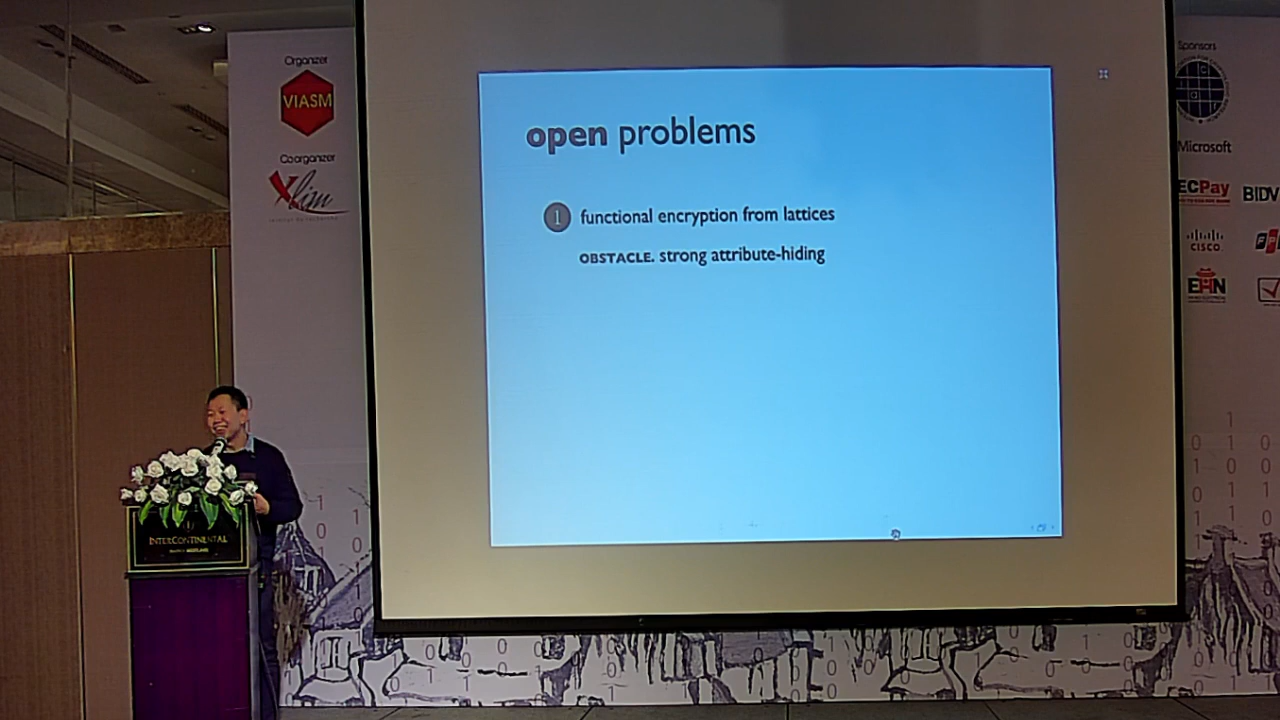 Organizer
VIASM
Coorganizer
Xlim
open problems
1 functional encryption from lattices
OBSTACLE. strong attribute-hiding
INTERCONTINENTAL
Sponsors
Microsoft
ECPay
BIDV
CISCO